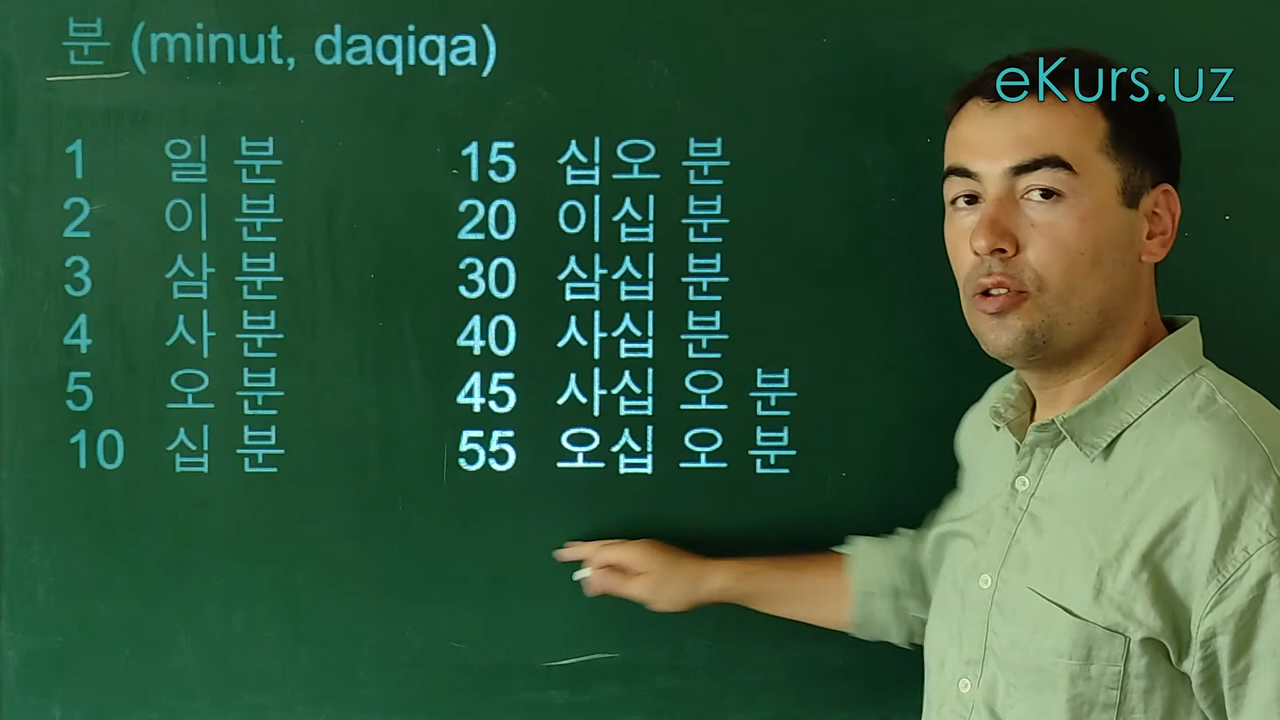 분 (minut, daqiqa)
eKurs.uz
1 일 분
2 이 분
3 삼 분
4 사 분
5 오 분
10 십 분
15 십오 분
20 이십 분
30 삼십 분
40 사십 분
45 사십 오 분
55 오십 오 분